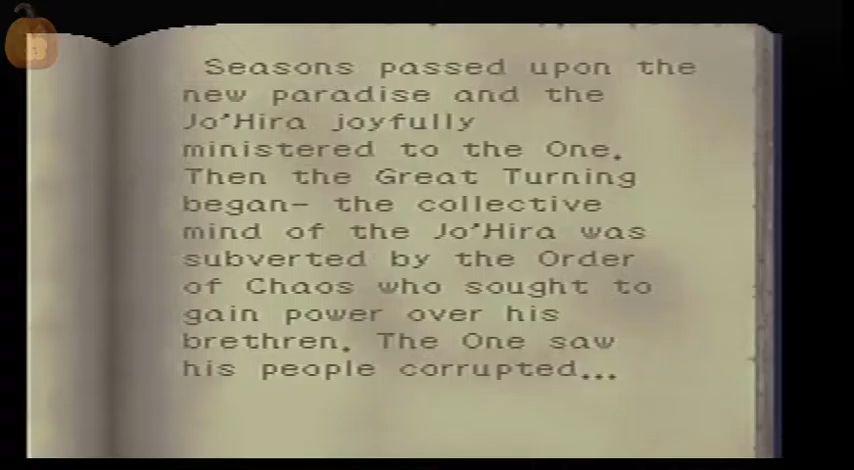 Seasons passed upon the
new paradise and the
Jo'Hira joyfully
ministered to the One.
Then the Great Turning
began- the collective
mind of the Jo'Hira was
subverted by the Order
of Chaos who sought to
gain power over his
brethren. The One saw
his people corrupted...